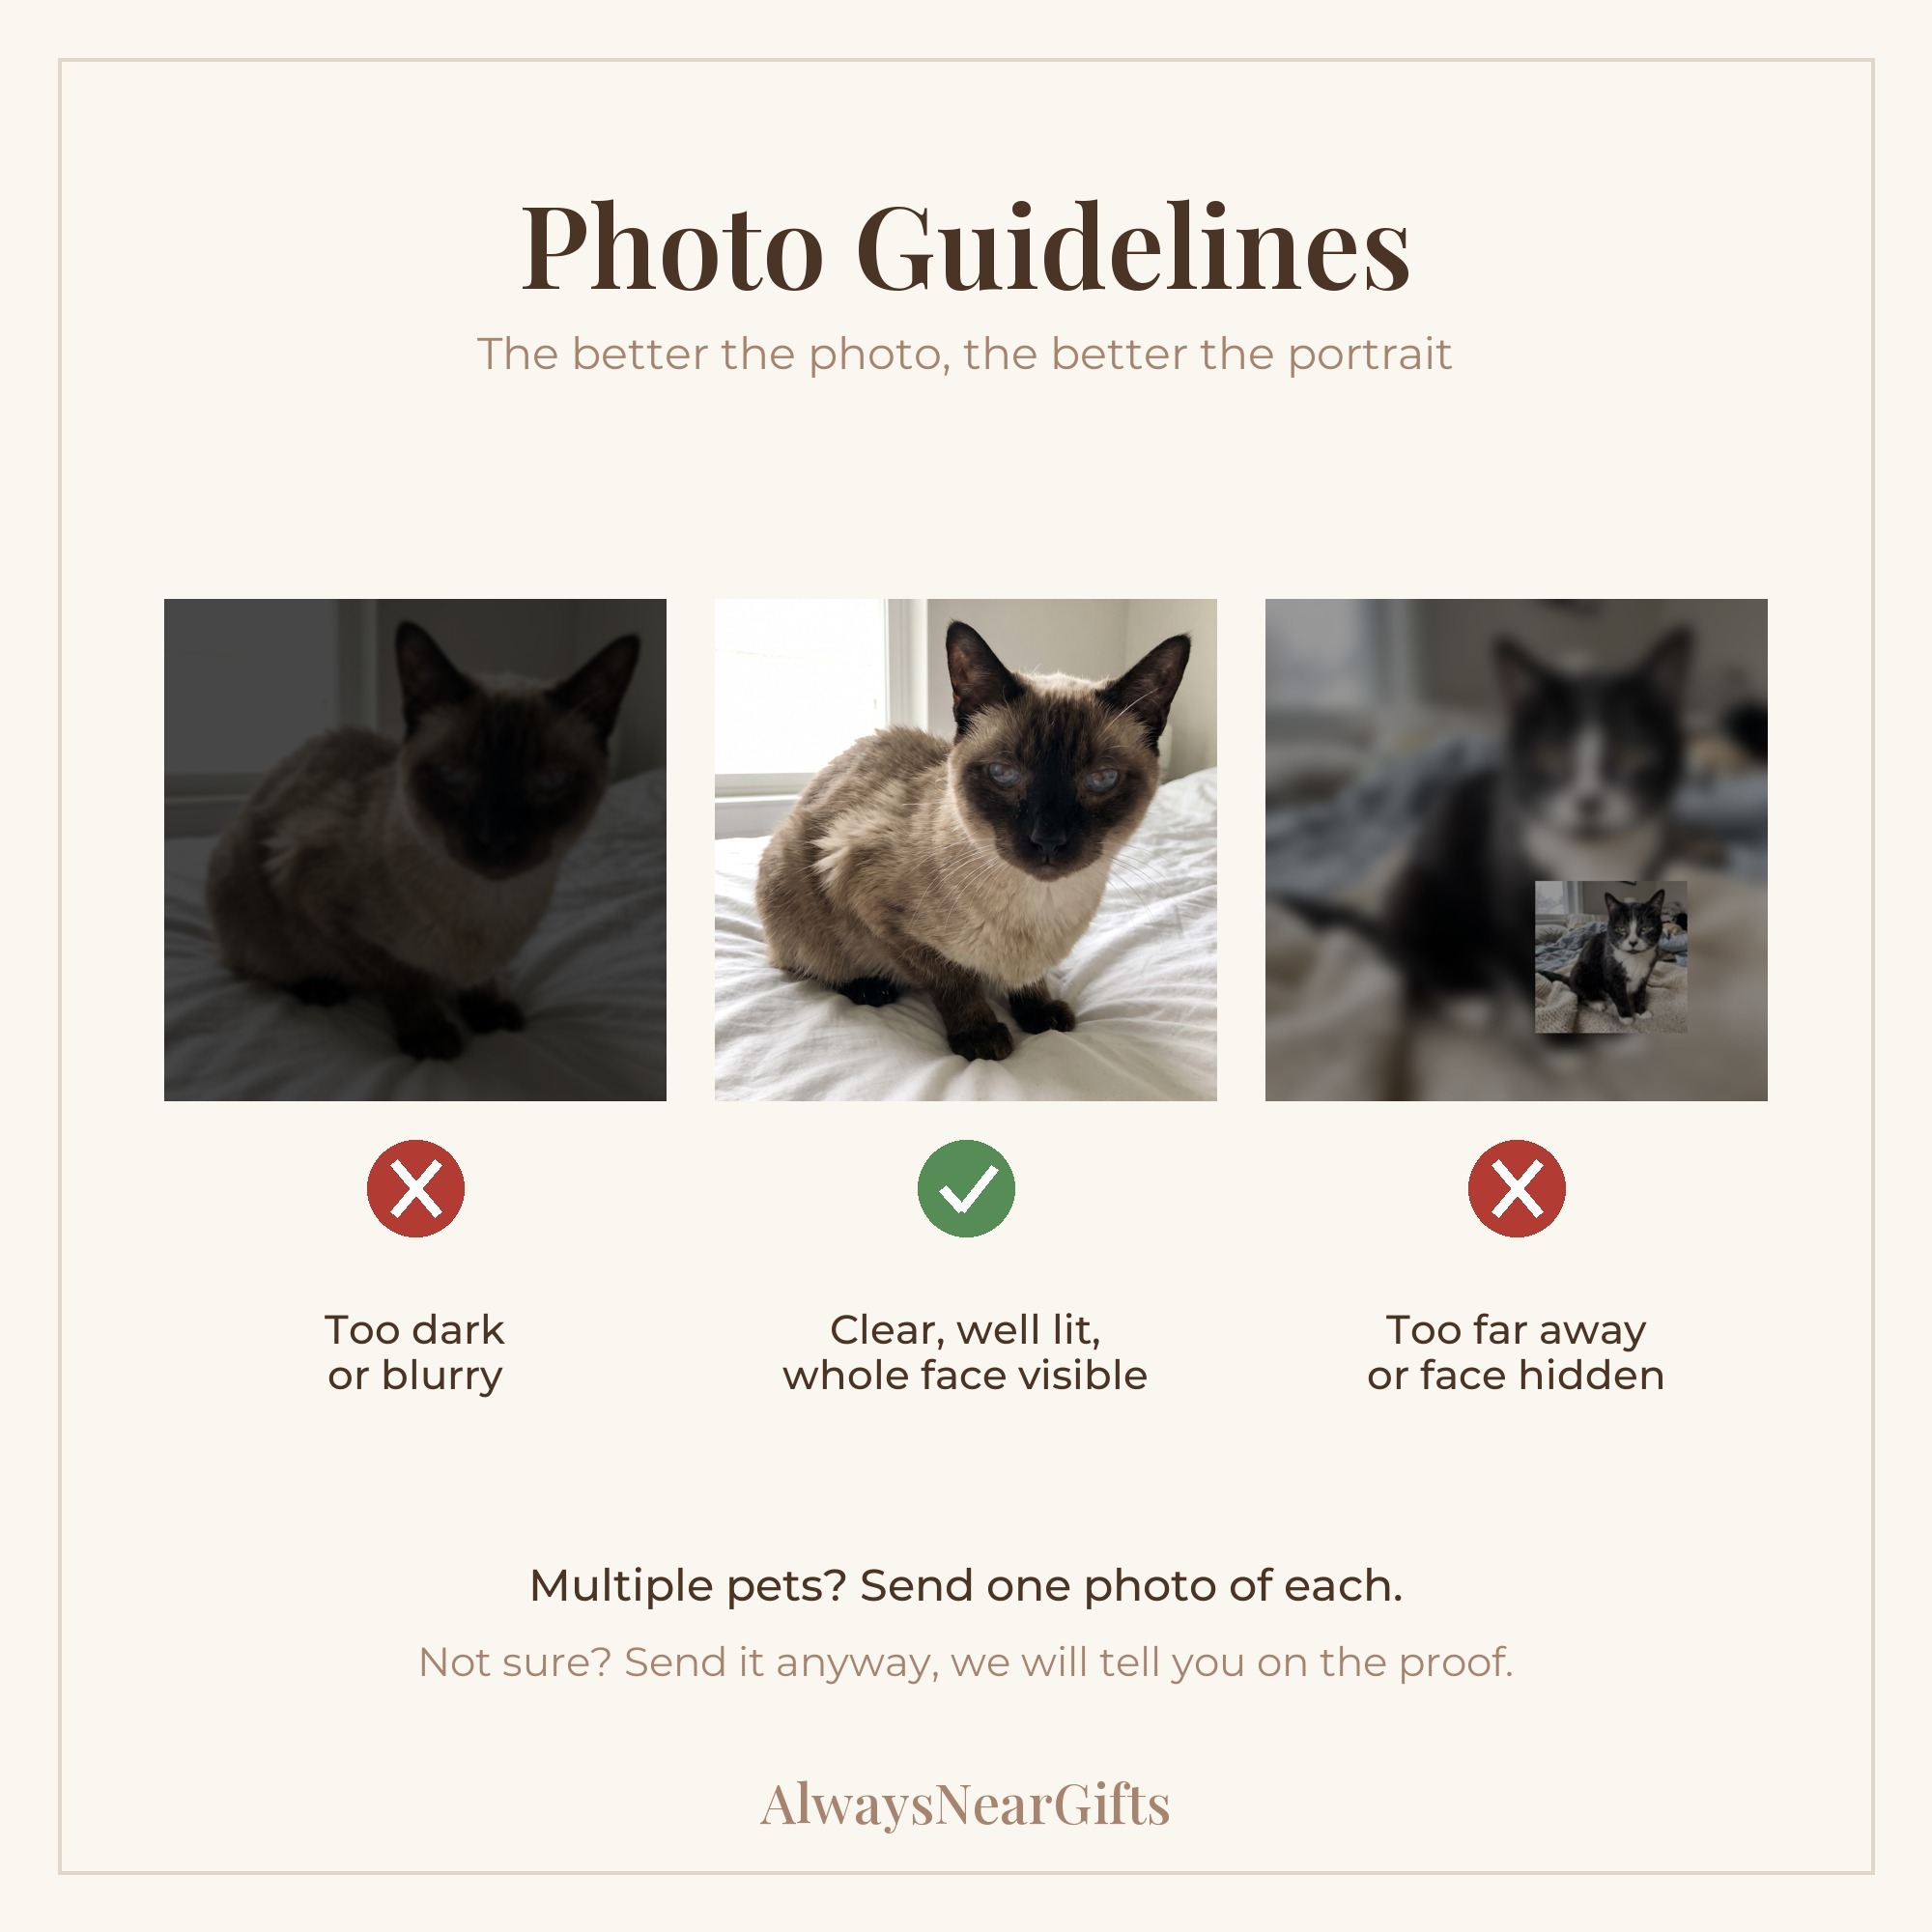 Photo Guidelines
The better the photo, the better the portrait
Too dark
or blurry
Clear, well lit,
whole face visible
Too far away
or face hidden
Multiple pets? Send one photo of each.
Not sure? Send it anyway, we will tell you on the proof.
AlwaysNearGifts